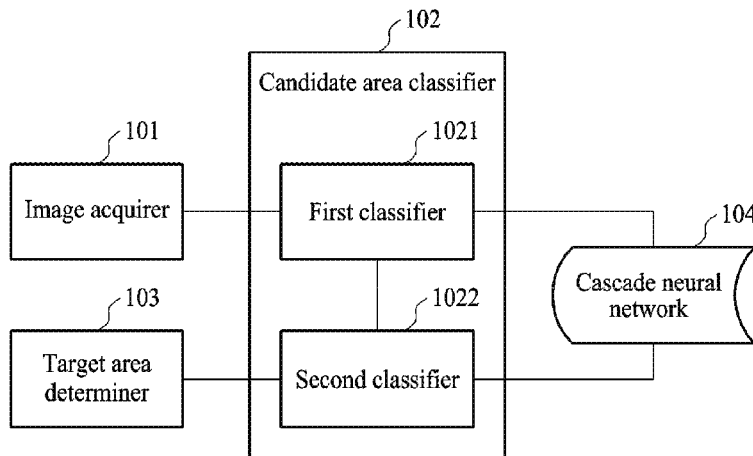 102
Candidate area classifier
101
1021
Image acquirer
First classifier
104
Cascade neural
network
103
1022
Target area
determiner
Second classifier